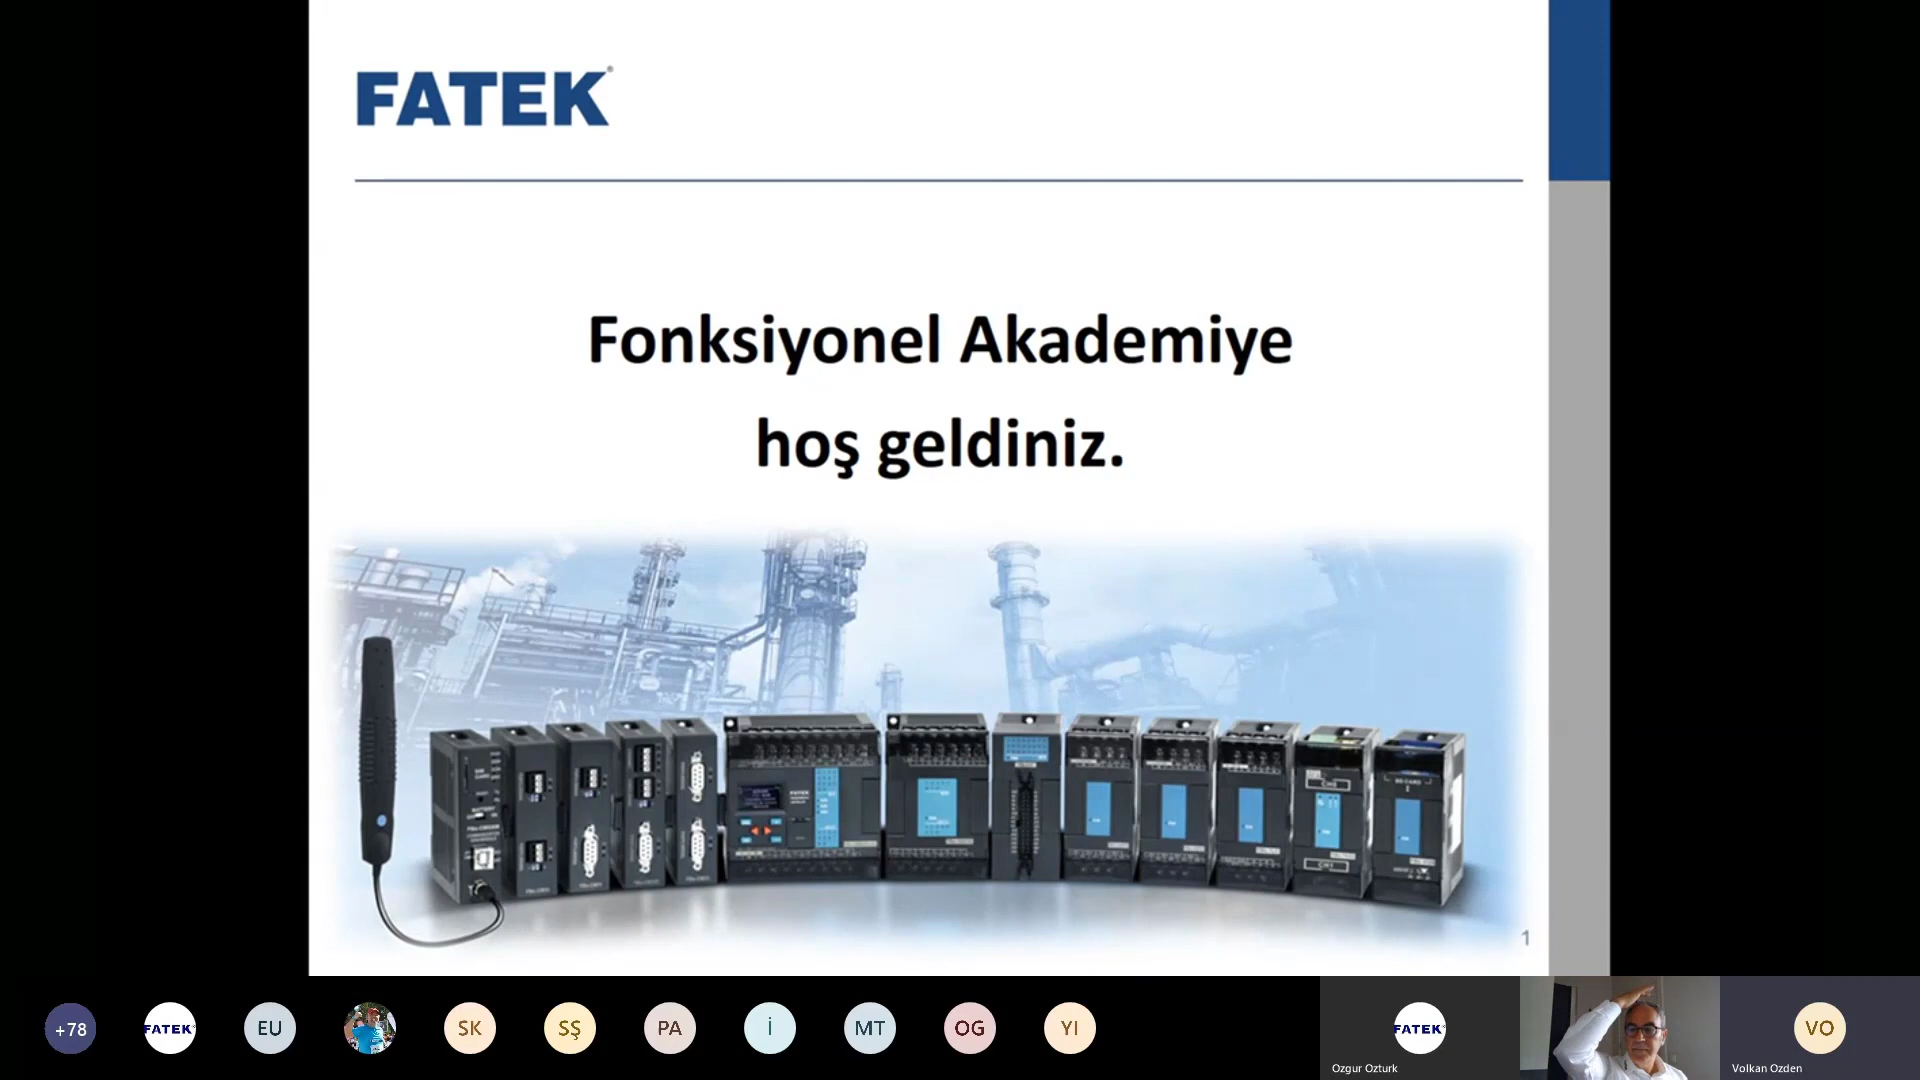 FATEK®
Fonksiyonel Akademiye
hoş geldiniz.
1
+78
FATEK
EU
SK
SŞ
PA
İ
MT
OG
YI
FATEK
Ozgur Ozturk
VO
Volkan Ozden